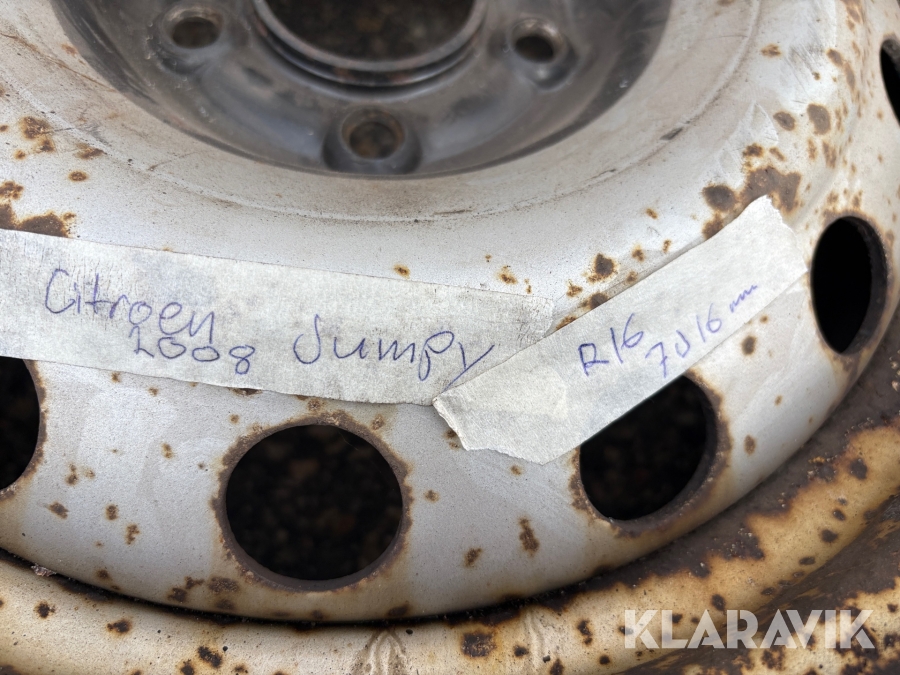 Citroen Jumpy
2008
R16
7J16 mm
KLARAVIK